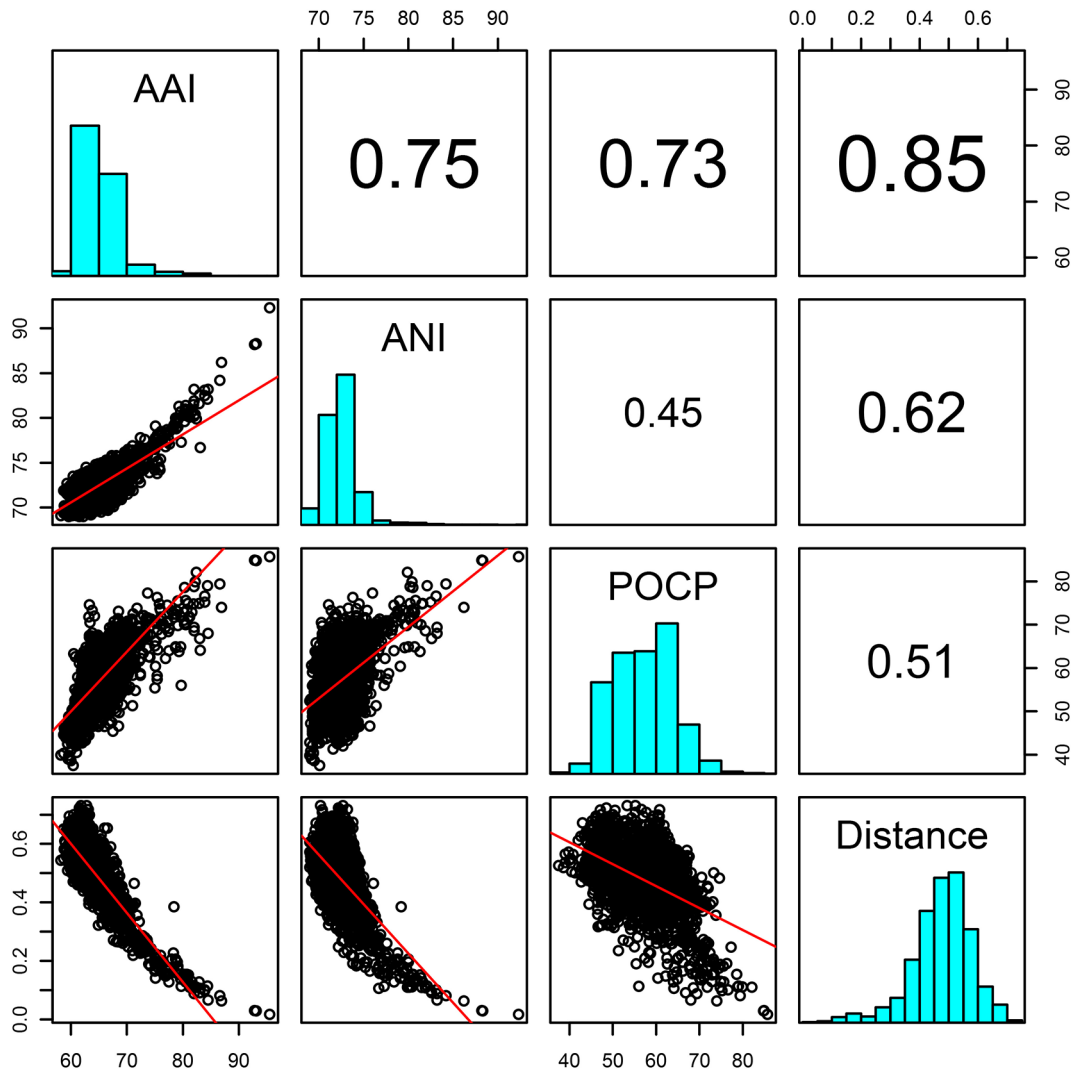 70 75 80 85 90 0.0 0.2 0.4 0.6
AAI 0.75 0.73 0.85
60 70 80 90
ANI 0.45 0.62
70 75 80 85 90
POCP 0.51
40 50 60 70 80
Distance
0.0 0.2 0.4 0.6
60 70 80 90 40 50 60 70 80